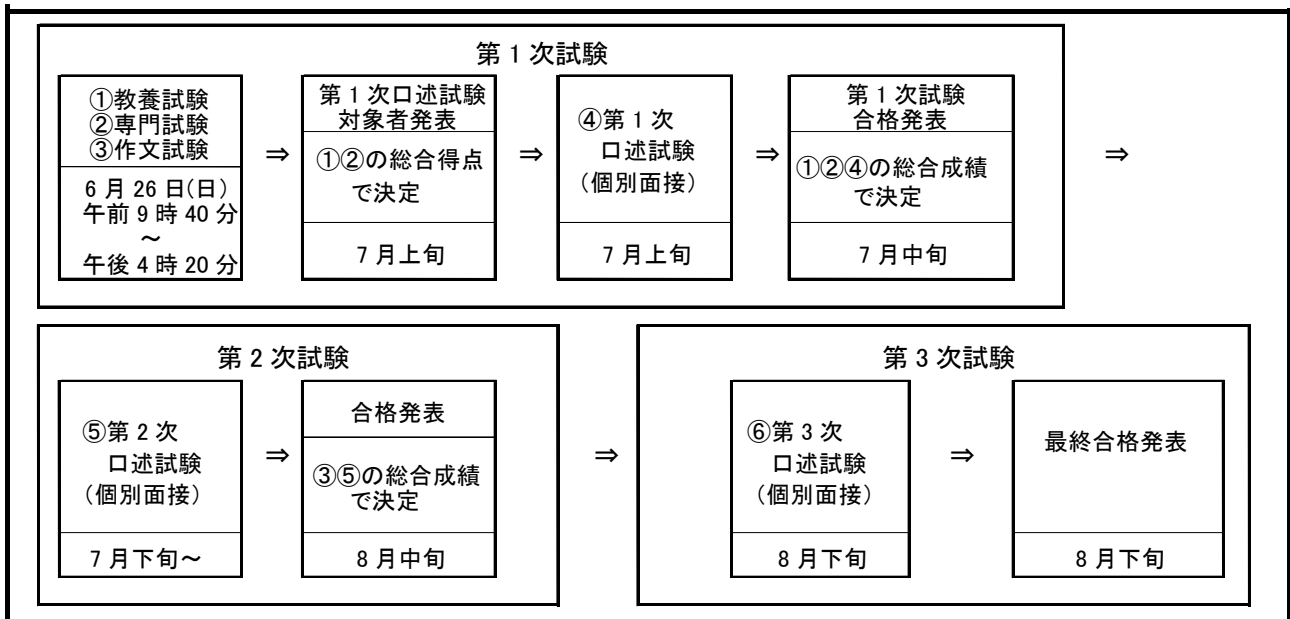 第１次試験
①教養試験
②専門試験
③作文試験
6月26日(日)
午前9時40分
～
午後4時20分
⇒
第１次口述試験
対象者発表
①②の総合得点
で決定
7月上旬
⇒
④第１次
口述試験
（個別面接）
7月上旬
⇒
第１次試験
合格発表
①②④の総合成績
で決定
7月中旬
⇒
第２次試験
⑤第２次
口述試験
（個別面接）
7月下旬～
⇒
合格発表
③⑤の総合成績
で決定
8月中旬
⇒
第３次試験
⑥第３次
口述試験
（個別面接）
8月下旬
⇒
最終合格発表
8月下旬